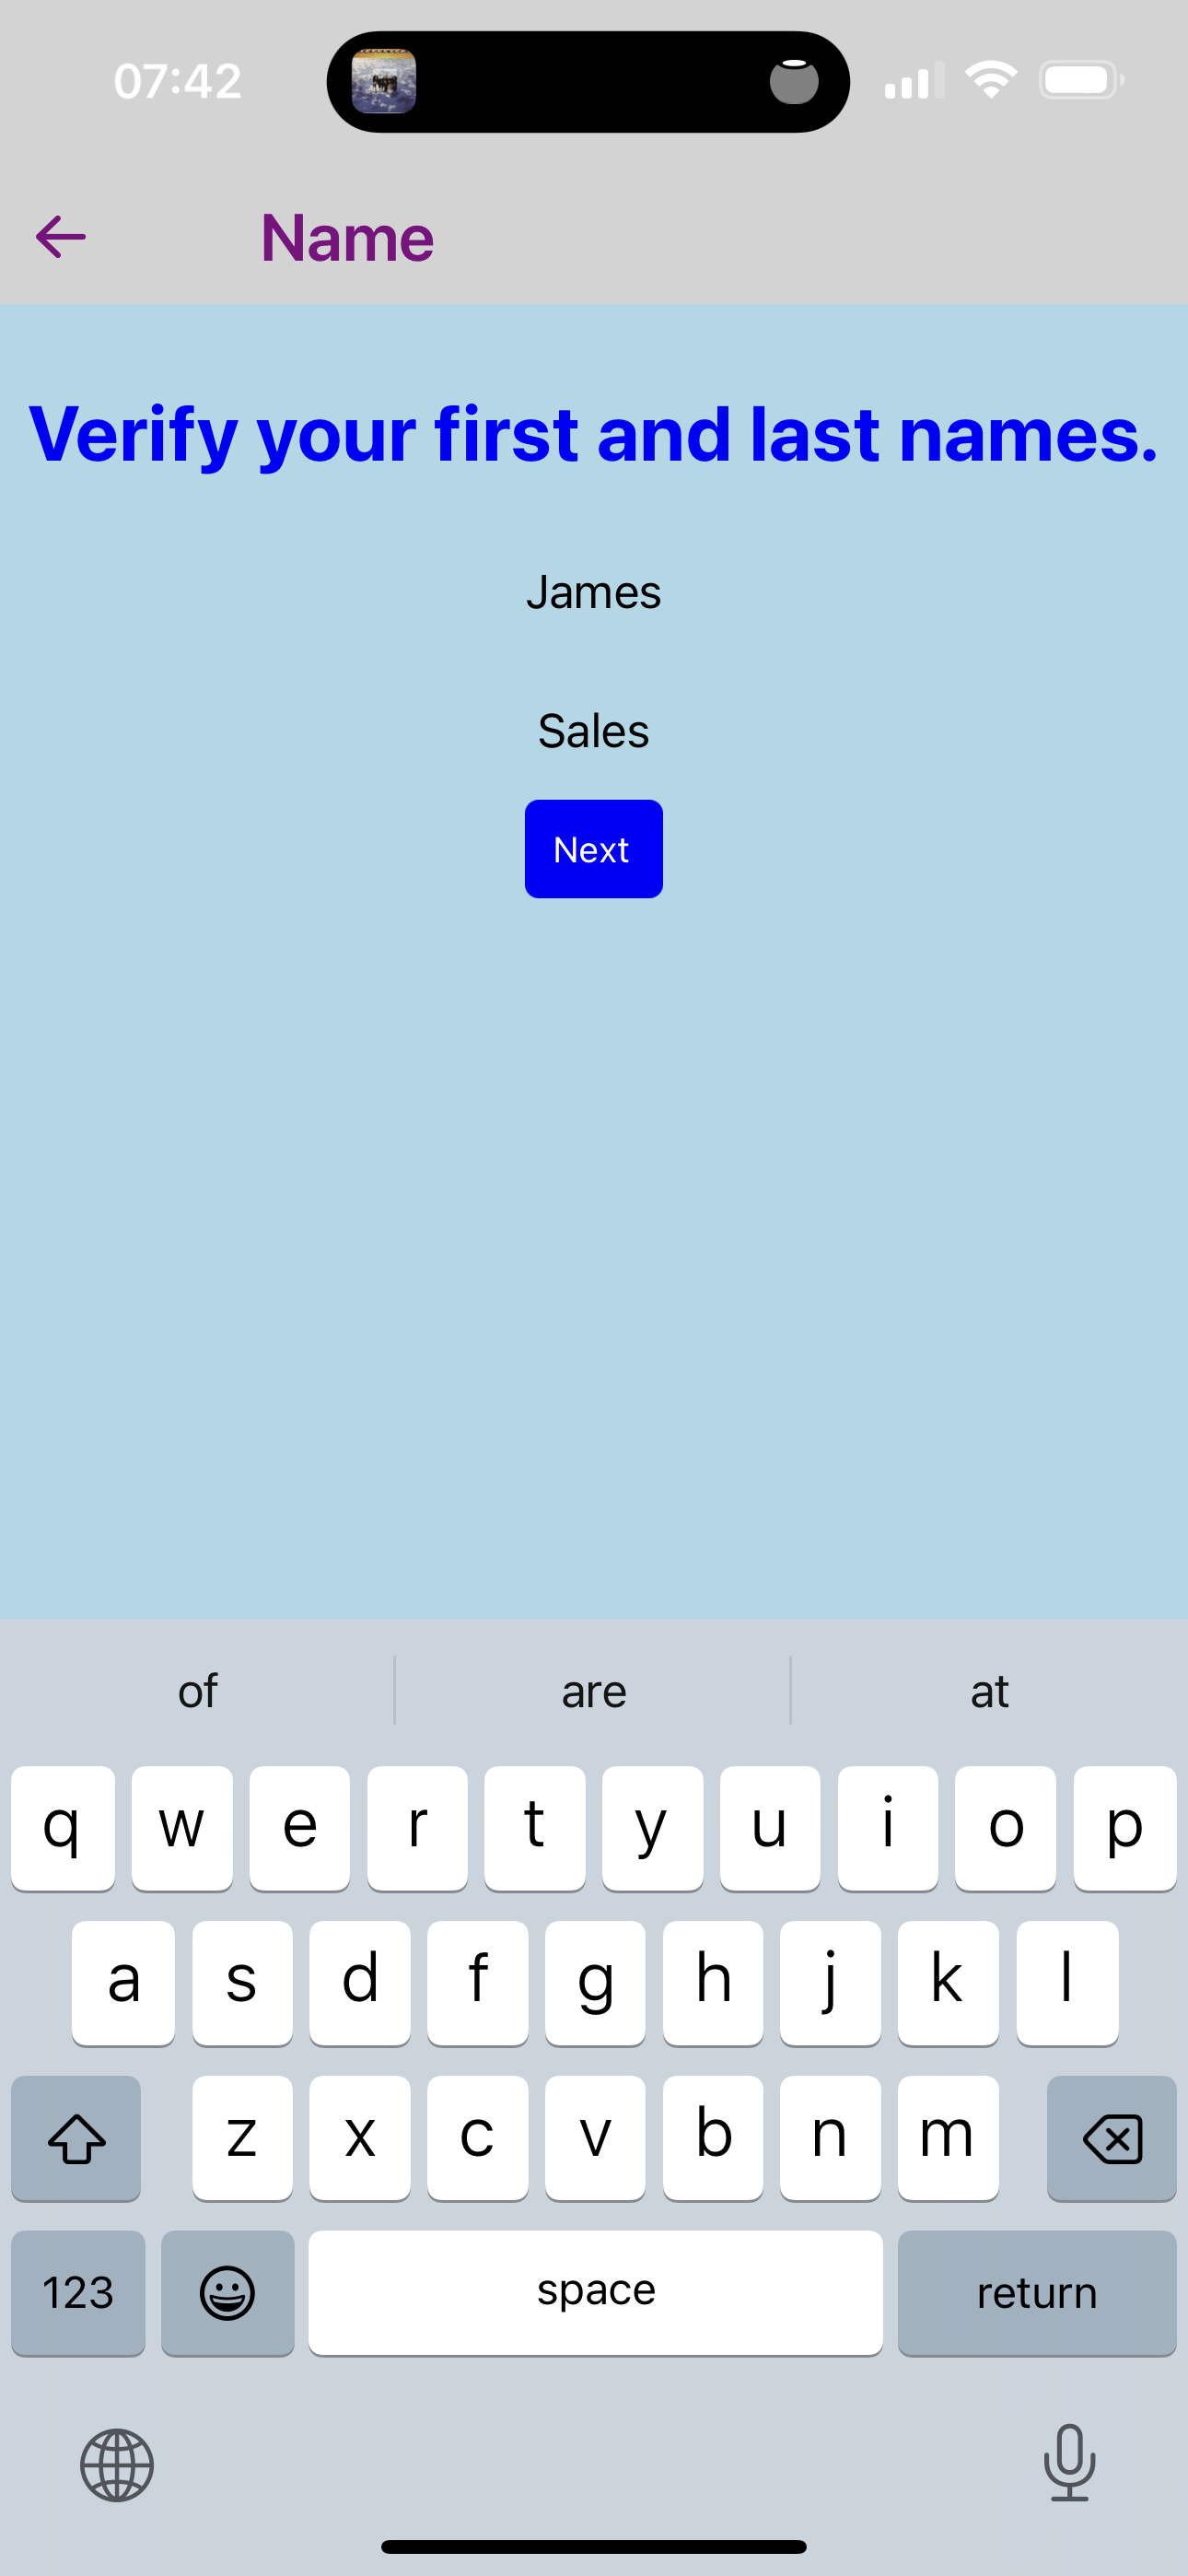 07:42
Name
Verify your first and last names.
James
Sales
Next
of are at
q w e r t y u i o p
a s d f g h j k l
z x c v b n m
123 space return